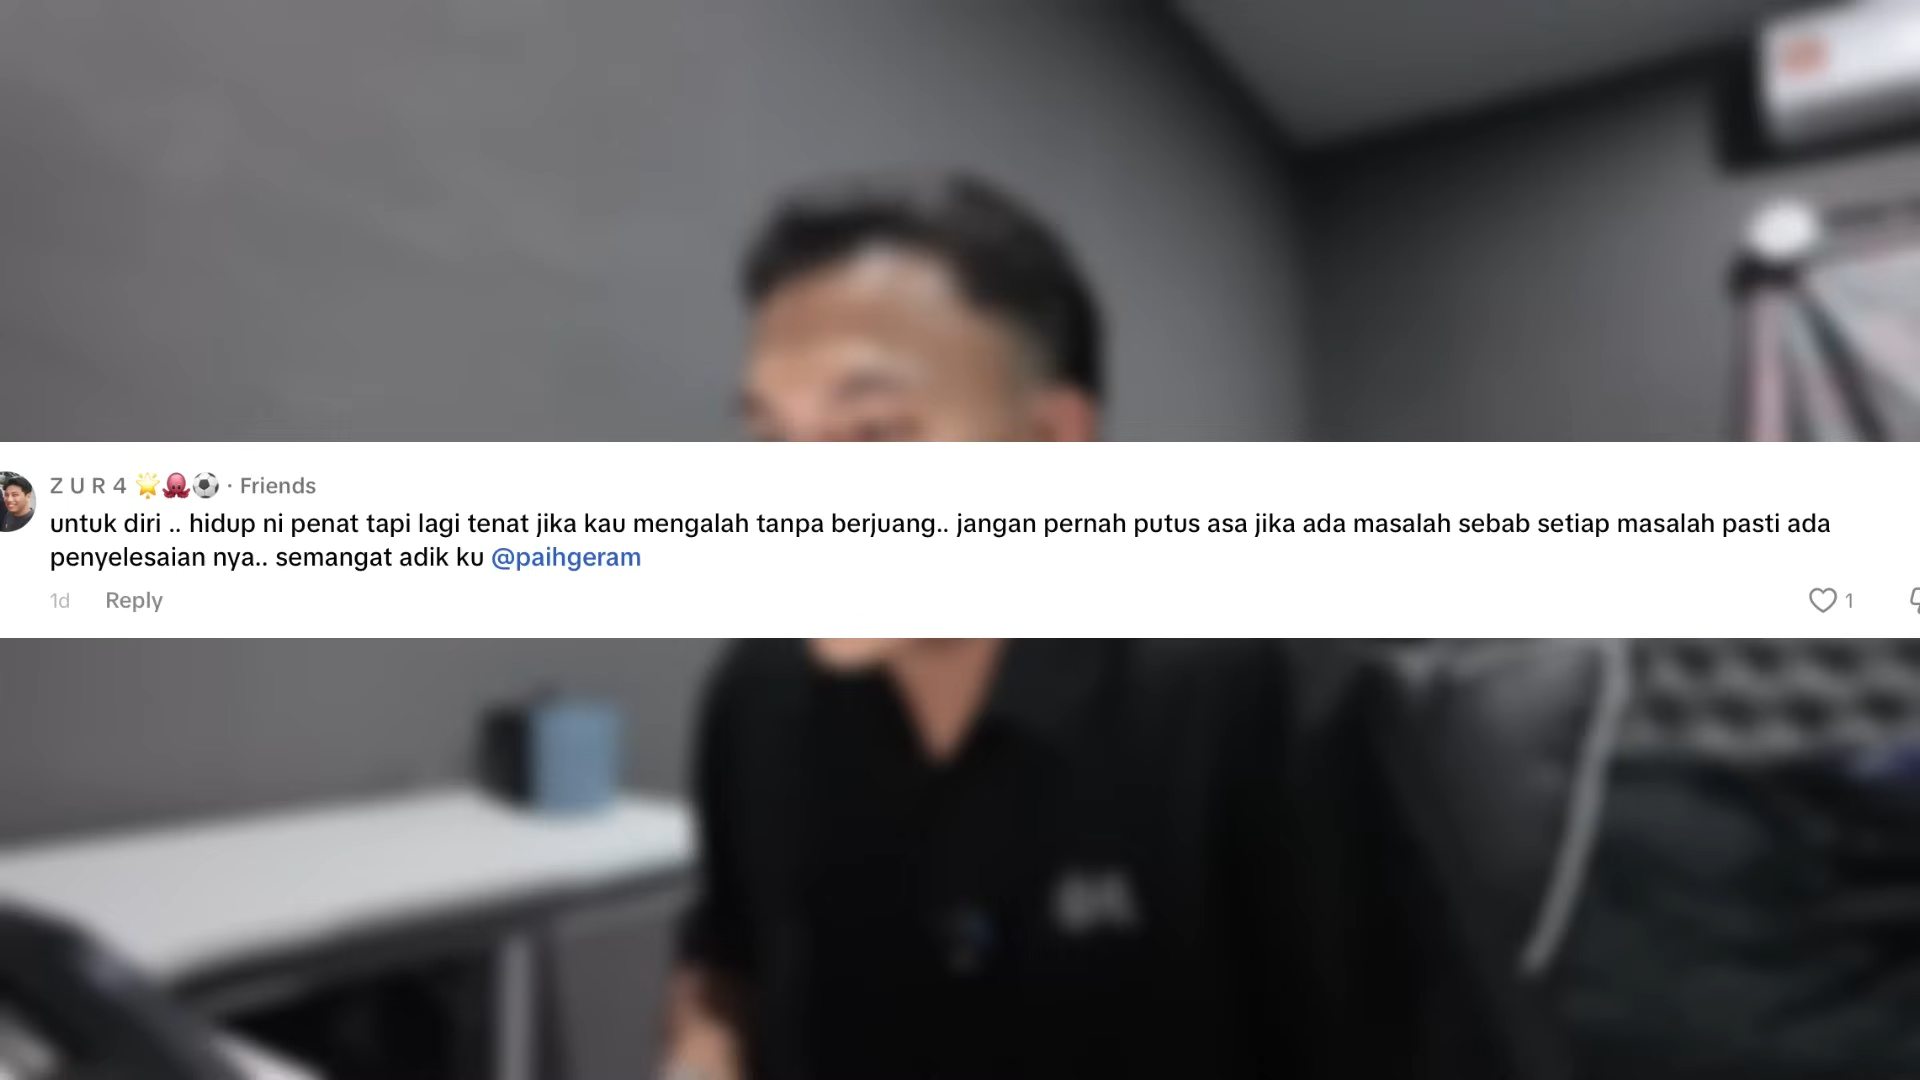 Z U R 4 🌟🐙⚽ · Friends
untuk diri .. hidup ni penat tapi lagi tenat jika kau mengalah tanpa berjuang.. jangan pernah putus asa jika ada masalah sebab setiap masalah pasti ada
penyelesaian nya.. semangat adik ku @paihgeram
1d Reply 1